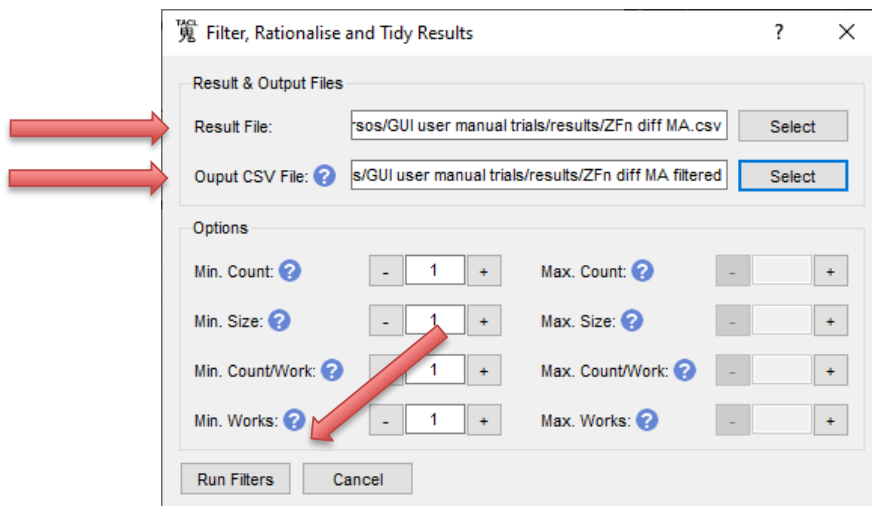 TACL
鬼 Filter, Rationalise and Tidy Results ? ×
Result & Output Files
Result File: rsos/GUI user manual trials/results/ZFn diff MA.csv Select
Ouput CSV File: ? s/GUI user manual trials/results/ZFn diff MA filtered Select
Options
Min. Count: ? - 1 + Max. Count: ? - +
Min. Size: ? - 1 + Max. Size: ? - +
Min. Count/Work: ? - 1 + Max. Count/Work: ? - +
Min. Works: ? - 1 + Max. Works: ? - +
Run Filters Cancel